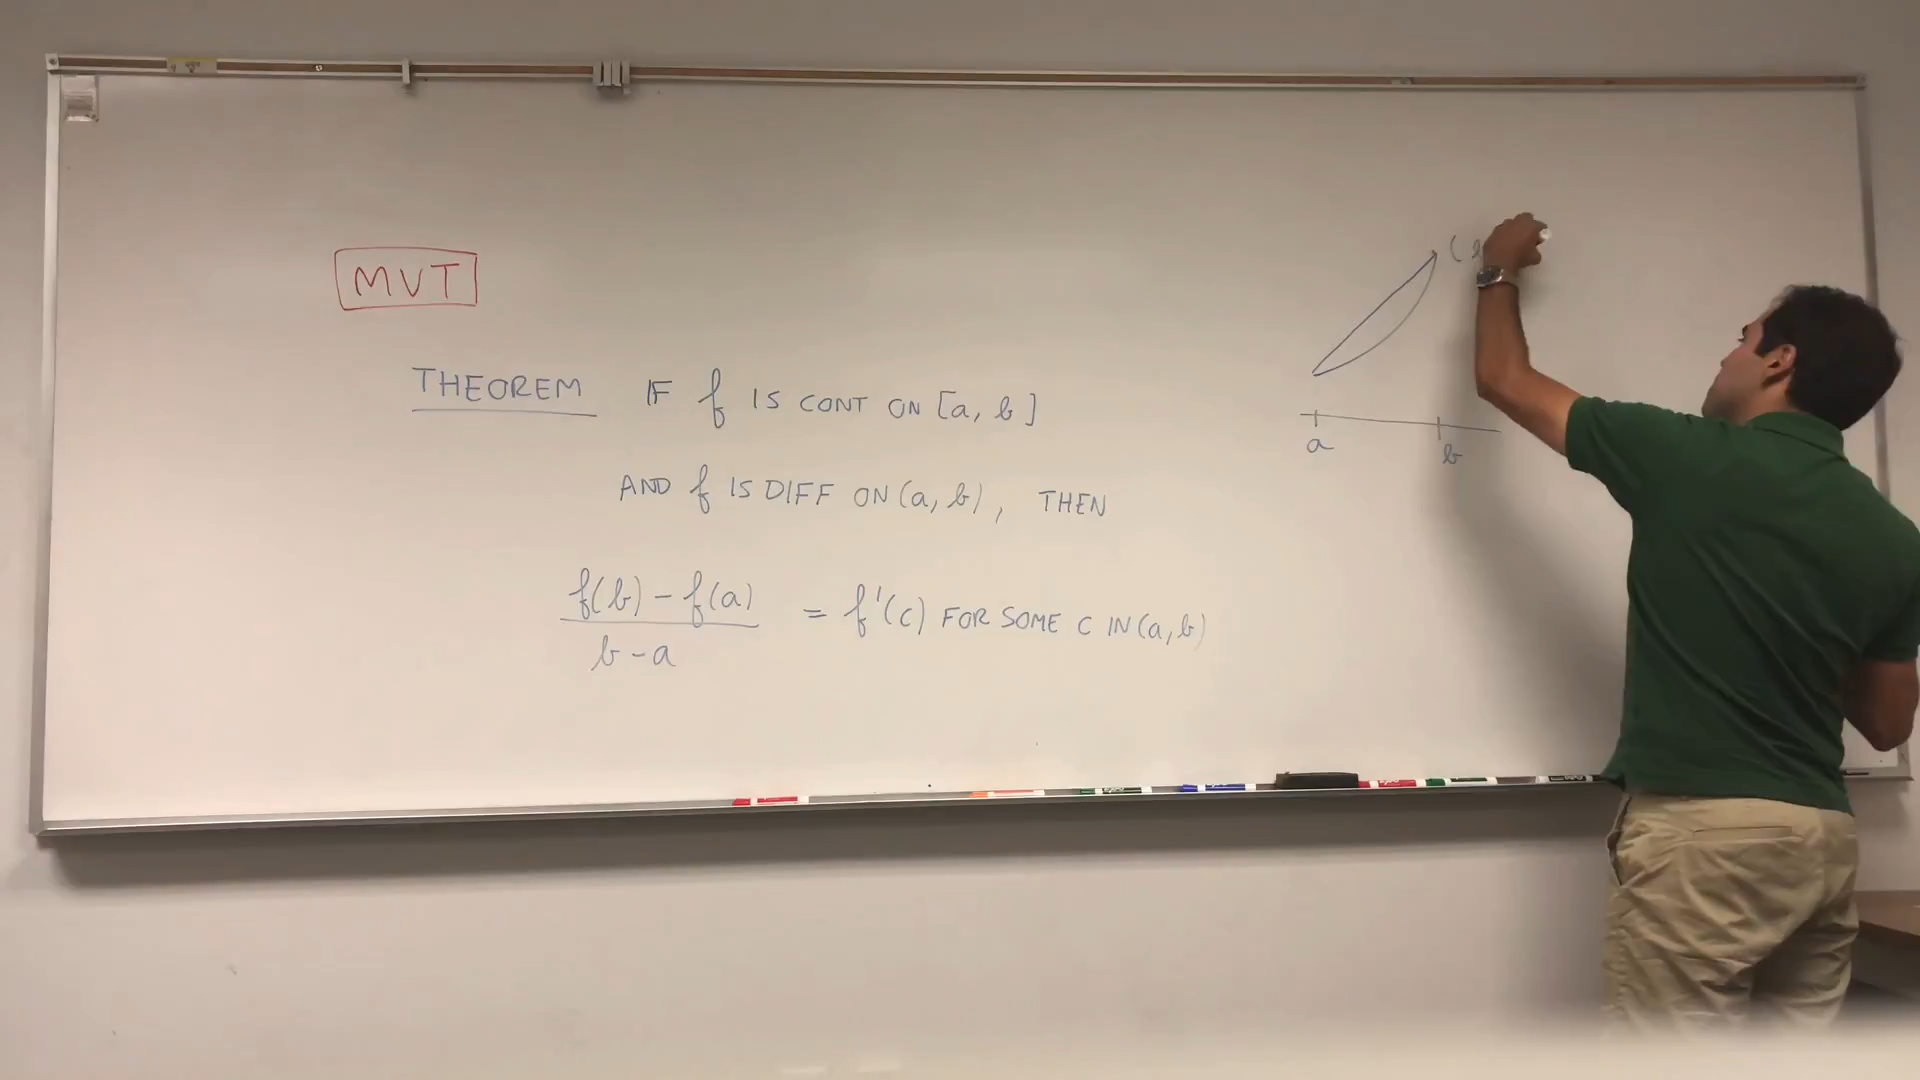 MVT
THEOREM IF f IS CONT ON [a, b]
AND f IS DIFF ON (a, b), THEN
f(b) - f(a)
b - a
= f'(c) FOR SOME c IN (a, b)
(b
a
b